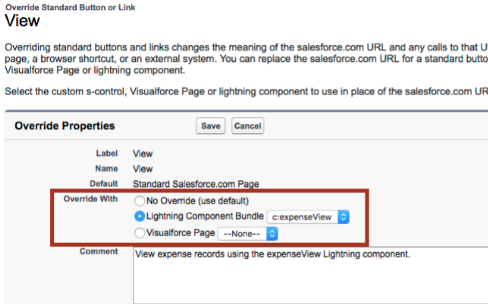 Override Standard Button or Link
View
Overriding standard buttons and links changes the meaning of the salesforce.com URL and any calls to that U
page, a browser shortcut, or an external system. You can replace the salesforce.com URL for a standard butto
Visualforce Page or lightning component.
Select the custom s-control, Visualforce Page or lightning component to use in place of the salesforce.com UR
Override Properties Save Cancel
Label View
Name View
Default Standard Salesforce.com Page
Override With No Override (use default)
Lightning Component Bundle c:expenseView
Visualforce Page --None--
Comment View expense records using the expenseView Lightning component.